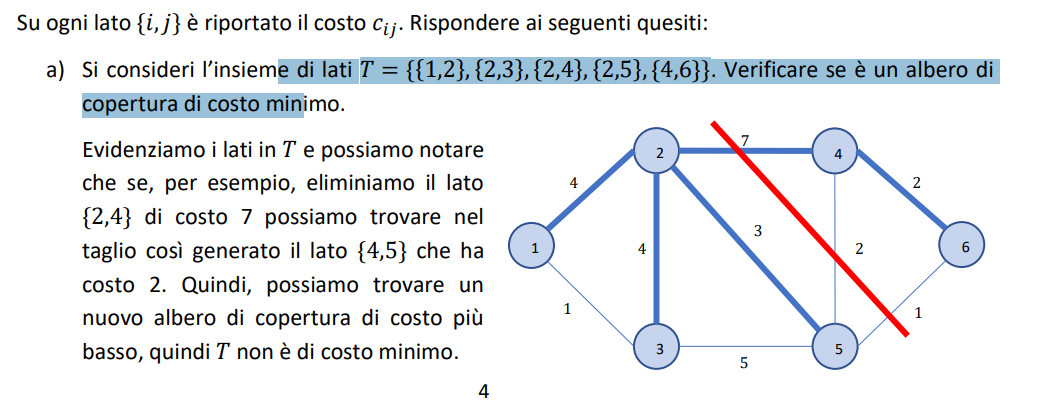 Su ogni lato {𝑖, 𝑗} è riportato il costo 𝑐𝑖𝑗. Rispondere ai seguenti quesiti:
a) Si consideri l’insieme di lati 𝑇 = {{1,2}, {2,3}, {2,4}, {2,5}, {4,6}}. Verificare se è un albero di
copertura di costo minimo.
Evidenziamo i lati in 𝑇 e possiamo notare
che se, per esempio, eliminiamo il lato
{2,4} di costo 7 possiamo trovare nel
taglio così generato il lato {4,5} che ha
costo 2. Quindi, possiamo trovare un
nuovo albero di copertura di costo più
basso, quindi 𝑇 non è di costo minimo.
7
2
4
4
2
3
1
4
2
6
1
1
3
5
5
4